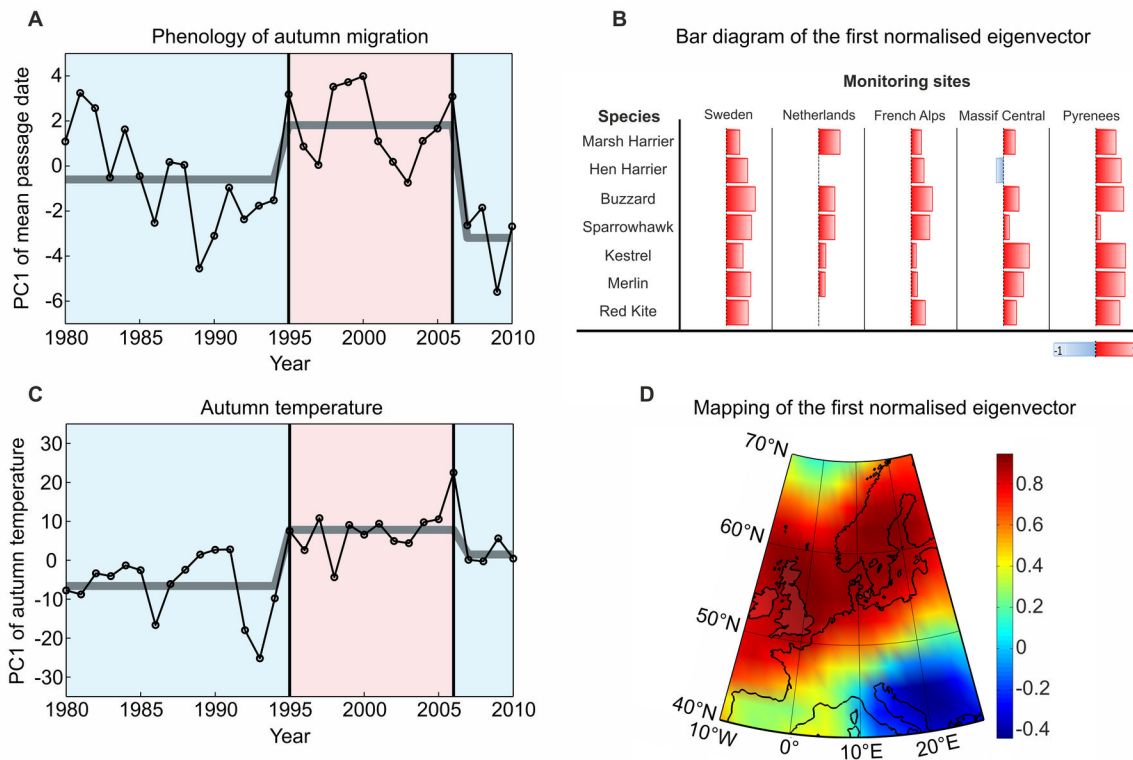 A
Phenology of autumn migration
PC1 of mean passage date
4
2
0
-2
-4
-6
1980 1985 1990 1995 2000 2005 2010
Year
B
Bar diagram of the first normalised eigenvector
Monitoring sites
Species Sweden Netherlands French Alps Massif Central Pyrenees
Marsh Harrier
Hen Harrier
Buzzard
Sparrowhawk
Kestrel
Merlin
Red Kite
-1
C
Autumn temperature
PC1 of autumn temperature
30
20
10
0
-10
-20
-30
1980 1985 1990 1995 2000 2005 2010
Year
D
Mapping of the first normalised eigenvector
70°N
60°N
50°N
40°N
10°W 0° 10°E 20°E
0.8
0.6
0.4
0.2
0
-0.2
-0.4